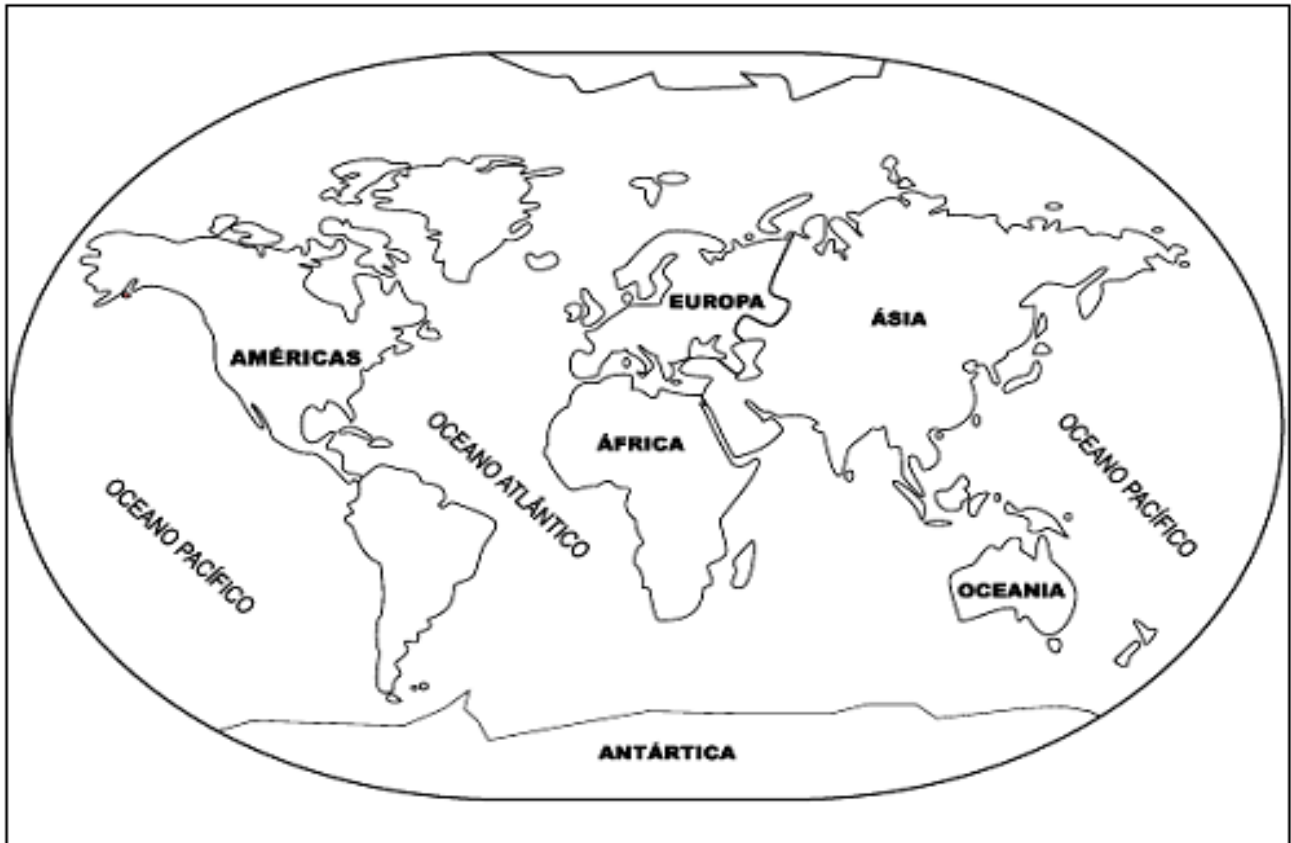 EUROPA
ÁSIA
AMÉRICAS
ÁFRICA
OCEANO ATLÂNTICO
OCEANO PACÍFICO
OCEANO PACÍFICO
OCEANIA
ANTÁRTICA